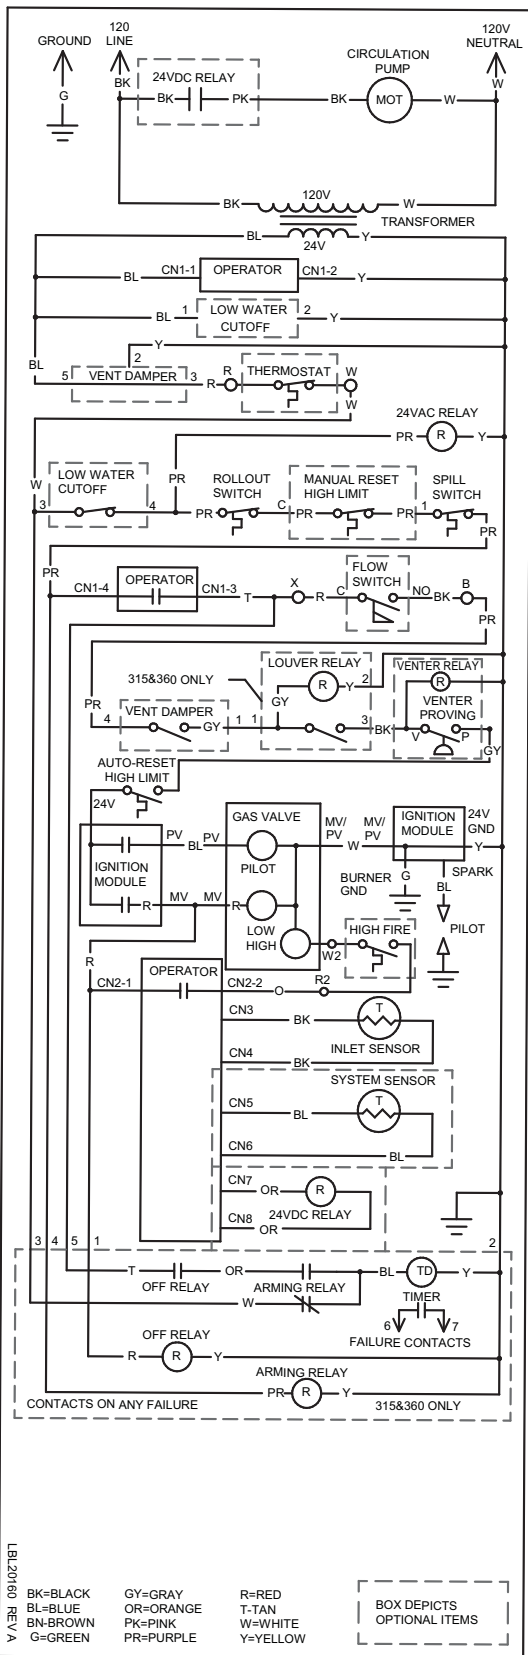 GROUND
120
LINE
120V
NEUTRAL
CIRCULATION
PUMP
G
BK
24VDC RELAY
BK
PK
BK
MOT
W
W
BK
120V
W
TRANSFORMER
BL
24V
Y
BL
CN1-1
OPERATOR
CN1-2
Y
BL
1
LOW WATER
CUTOFF
2
Y
Y
BL
2
5
VENT DAMPER
3
R
R
THERMOSTAT
W
W
24VAC RELAY
PR
R
Y
W
3
LOW WATER
CUTOFF
4
PR
ROLLOUT
SWITCH
PR
C
MANUAL RESET
HIGH LIMIT
PR
PR
1
SPILL
SWITCH
PR
PR
CN1-4
OPERATOR
CN1-3
T
X
R
C
FLOW
SWITCH
NO
BK
B
PR
315&360 ONLY
LOUVER RELAY
R
Y
2
GY
VENTER RELAY
R
VENTER
PROVING
PR
4
VENT DAMPER
GY
1
1
3
BK
V
P
GY
AUTO-RESET
HIGH LIMIT
24V
PV
BL
PV
GAS VALVE
PILOT
MV/
PV
W
MV/
PV
IGNITION
MODULE
24V
GND
Y
IGNITION
MODULE
R
MV
MV
R
LOW
HIGH
BURNER
GND
G
SPARK
BL
PILOT
W2
HIGH FIRE
R
CN2-1
OPERATOR
CN2-2
O
R2
CN3
BK
T
INLET SENSOR
CN4
BK
SYSTEM SENSOR
CN5
BL
T
CN6
BL
CN7
OR
R
24VDC RELAY
CN8
OR
3
4
5
1
2
T
OFF RELAY
OR
ARMING RELAY
BL
TD
Y
TIMER
W
6
7
FAILURE CONTACTS
OFF RELAY
R
R
Y
ARMING RELAY
PR
R
Y
CONTACTS ON ANY FAILURE
315&360 ONLY
LBL20160 REV A
BK=BLACK
GY=GRAY
R=RED
BL=BLUE
OR=ORANGE
T-TAN
BN-BROWN
PK=PINK
W=WHITE
G=GREEN
PR=PURPLE
Y=YELLOW
BOX DEPICTS
OPTIONAL ITEMS